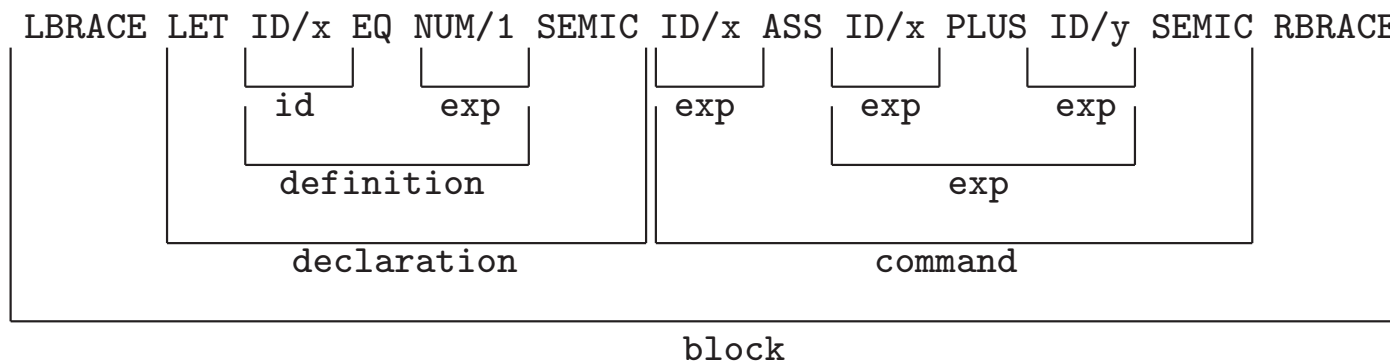 LBRACE LET ID/x EQ NUM/1 SEMIC ID/x ASS ID/x PLUS ID/y SEMIC RBRACE
id exp exp exp exp
definition exp
declaration command
block